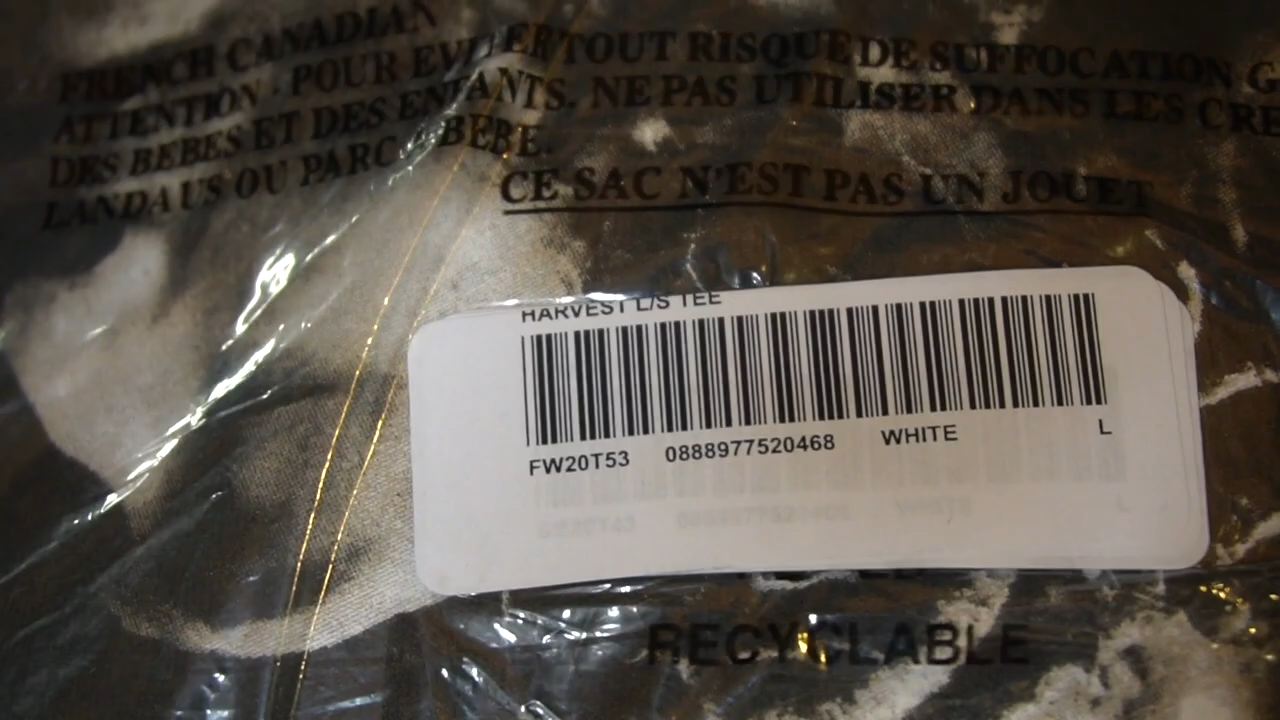 FRENCH CANADIAN
ATTENTION . POUR EVITER TOUT RISQUE DE SUFFOCATION G
DES BEBES ET DES ENFANTS. NE PAS UTILISER DANS LES CRE
LANDAUS OU PARC A BEBE.
CE SAC N'EST PAS UN JOUET
HARVEST L/S TEE
FW20T53 0888977520468 WHITE L
RECYCLABLE